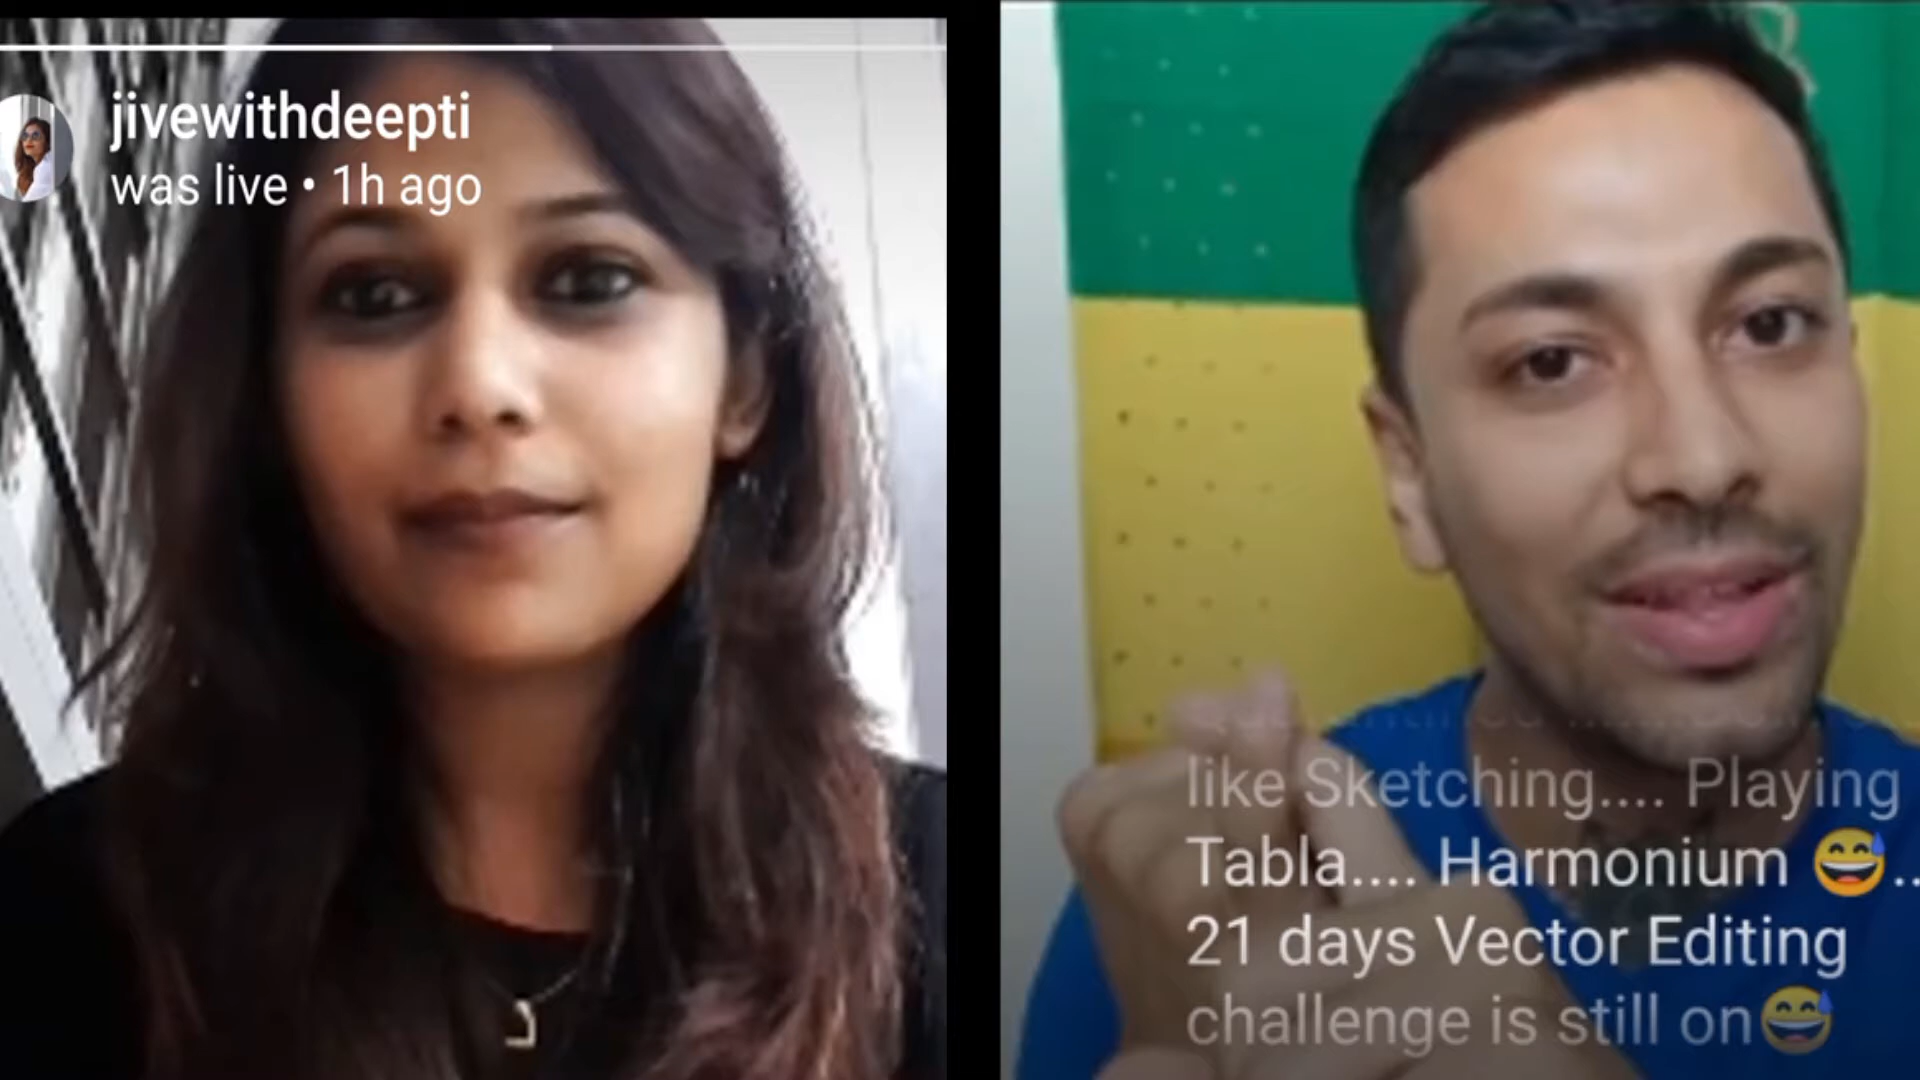 jivewithdeepti
was live • 1h ago
like Sketching.... Playing
Tabla.... Harmonium 😅..
21 days Vector Editing
challenge is still on😅